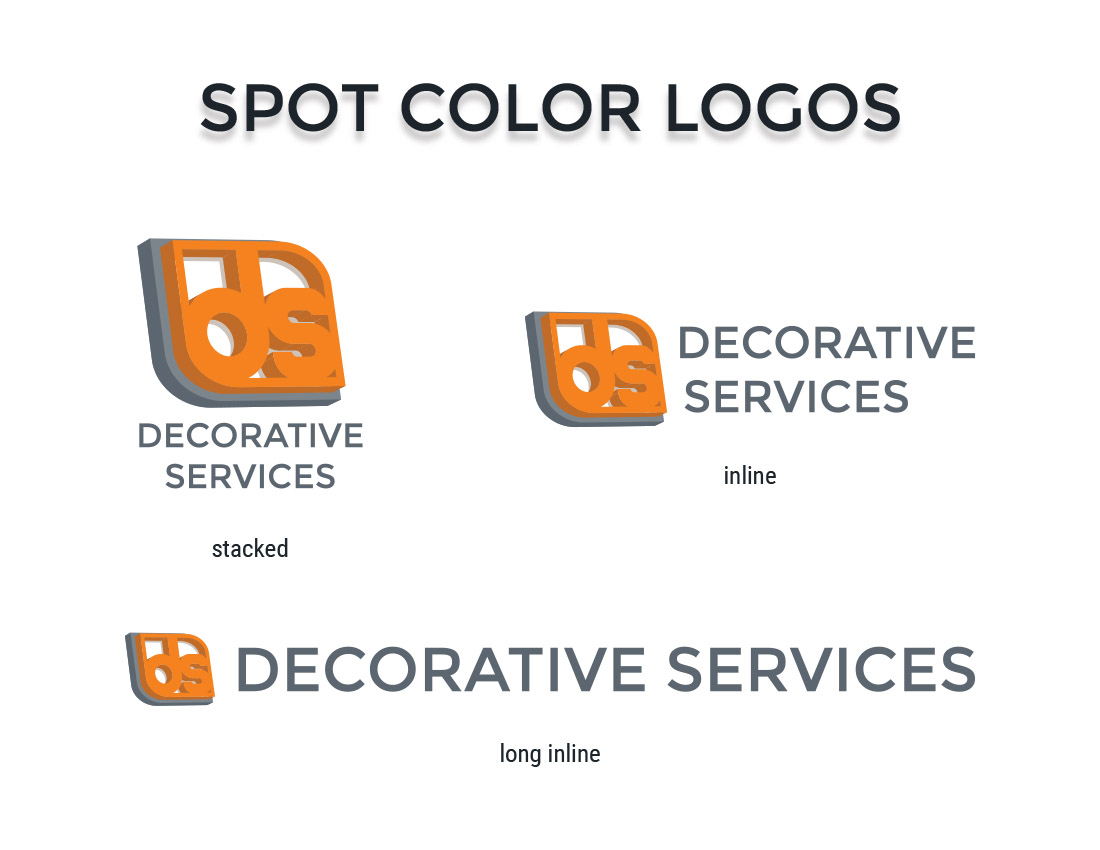 SPOT COLOR LOGOS
ds
DECORATIVE
SERVICES
stacked
ds
DECORATIVE
SERVICES
inline
ds
DECORATIVE SERVICES
long inline